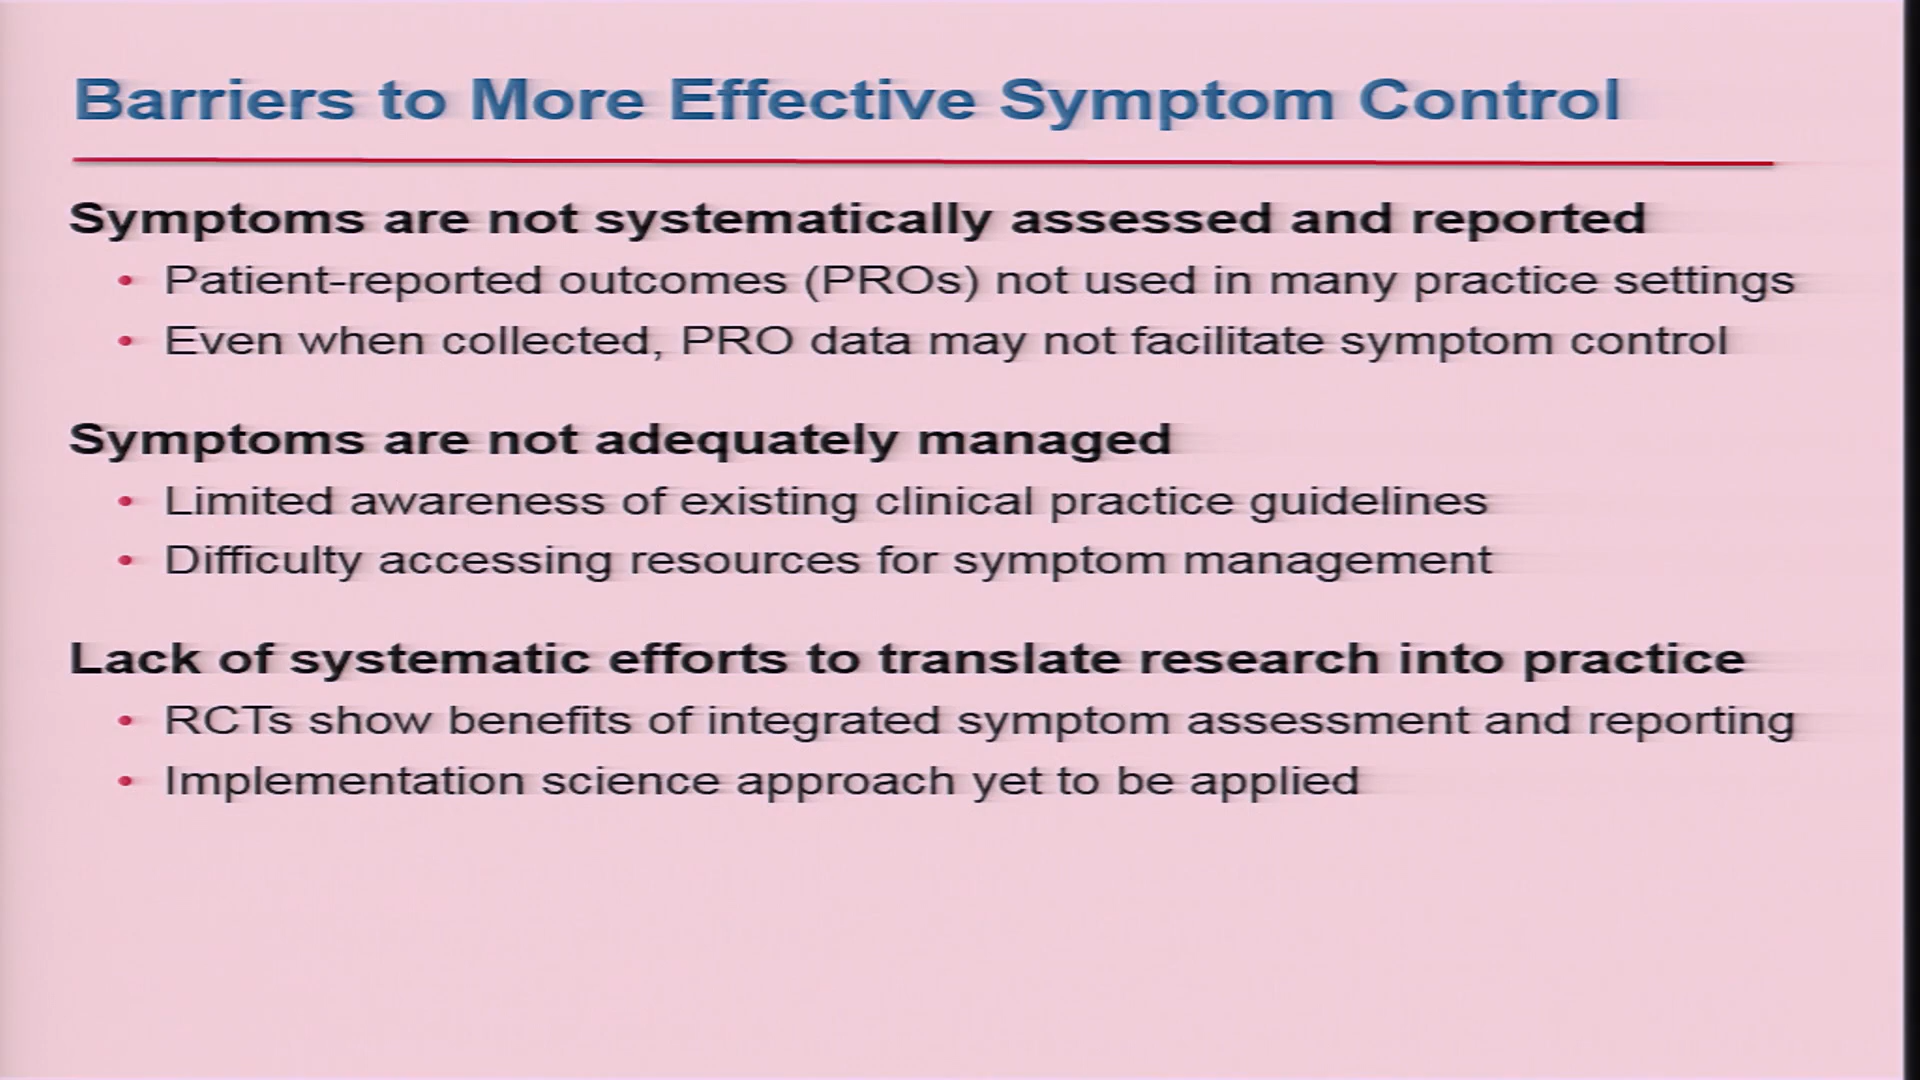 Barriers to More Effective Symptom Control
Symptoms are not systematically assessed and reported
• Patient-reported outcomes (PROs) not used in many practice settings
• Even when collected, PRO data may not facilitate symptom control
Symptoms are not adequately managed
• Limited awareness of existing clinical practice guidelines
• Difficulty accessing resources for symptom management
Lack of systematic efforts to translate research into practice
• RCTs show benefits of integrated symptom assessment and reporting
• Implementation science approach yet to be applied